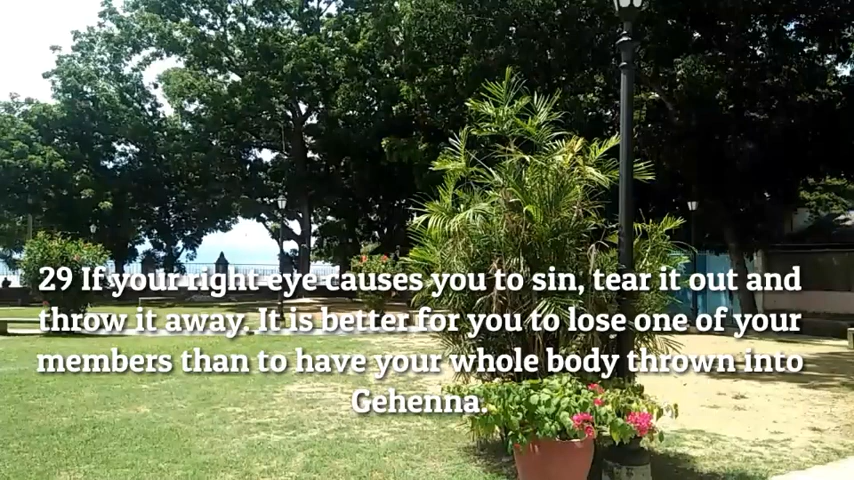 29 If your right eye causes you to sin, tear it out and
throw it away. It is better for you to lose one of your
members than to have your whole body thrown into
Gehenna.